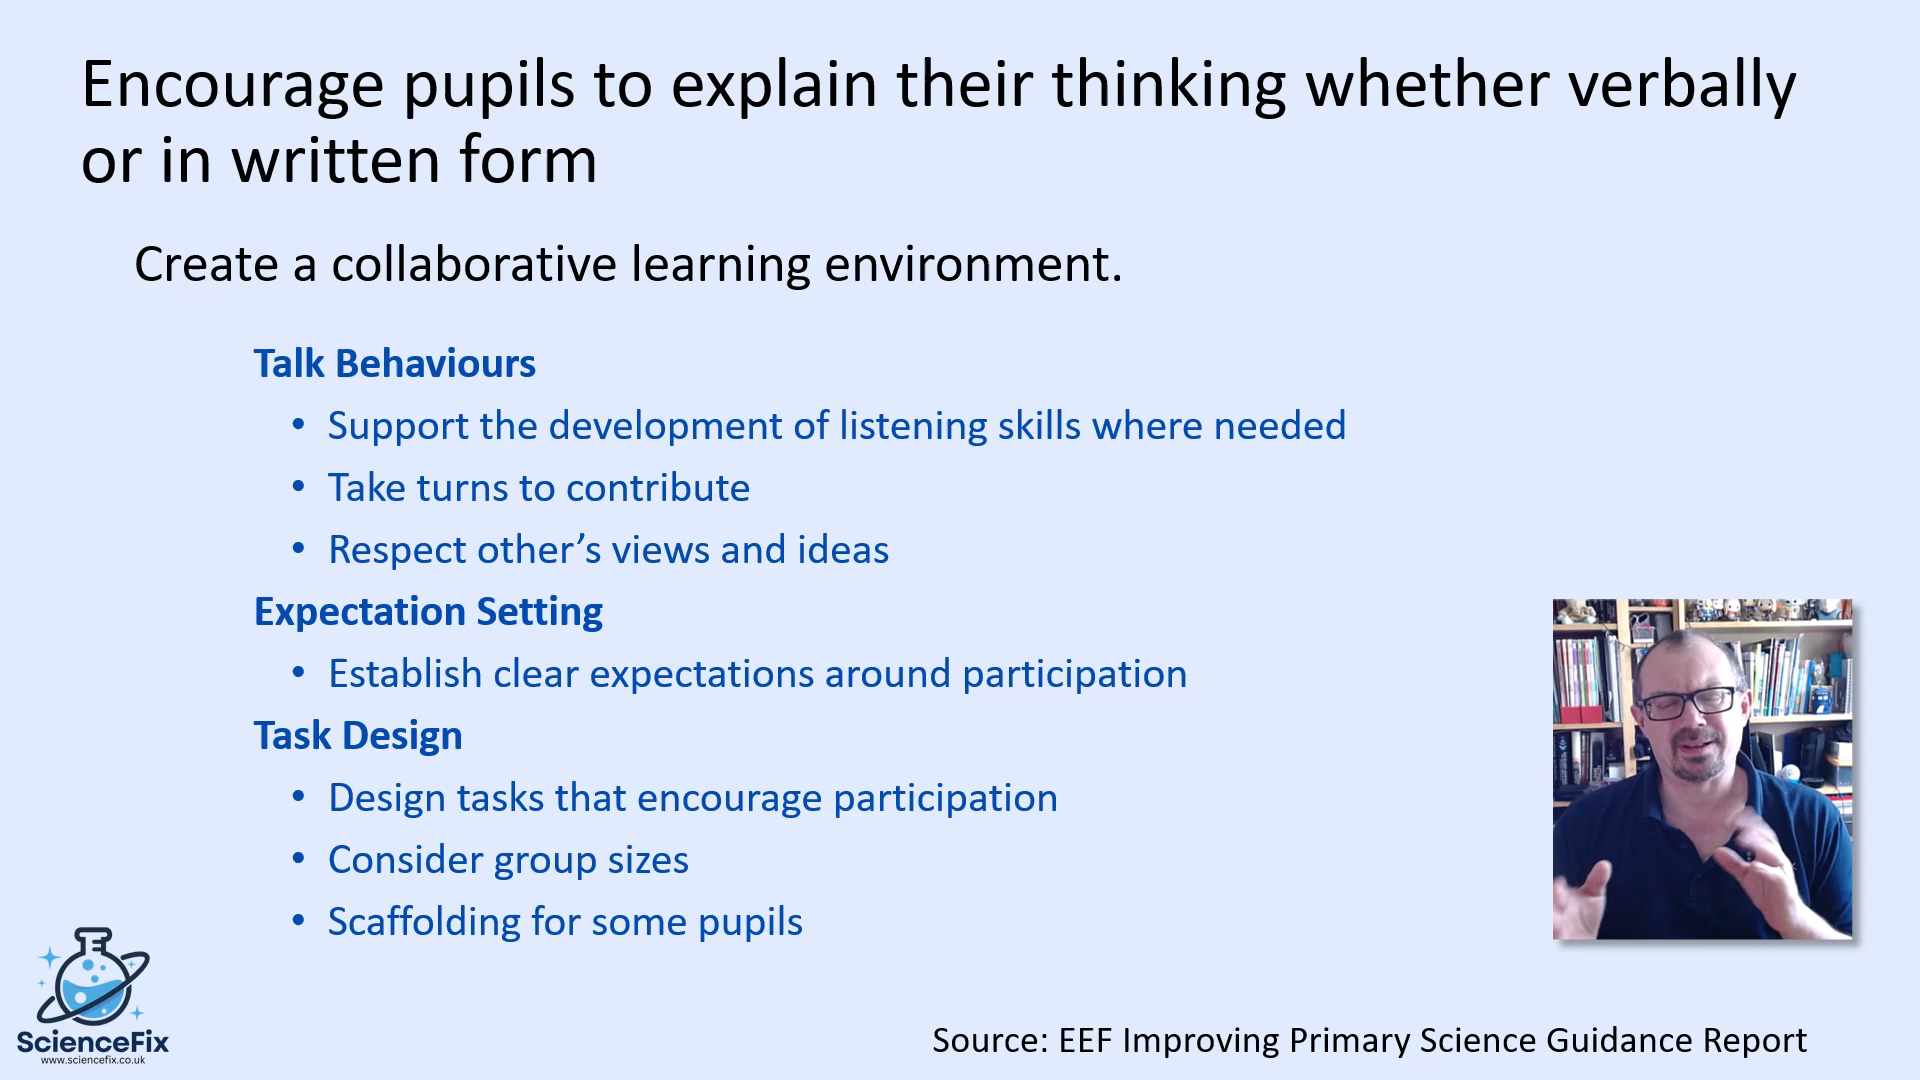 Encourage pupils to explain their thinking whether verbally
or in written form
Create a collaborative learning environment.
Talk Behaviours
• Support the development of listening skills where needed
• Take turns to contribute
• Respect other’s views and ideas
Expectation Setting
• Establish clear expectations around participation
Task Design
• Design tasks that encourage participation
• Consider group sizes
• Scaffolding for some pupils
ScienceFix
www.sciencefix.co.uk
Source: EEF Improving Primary Science Guidance Report